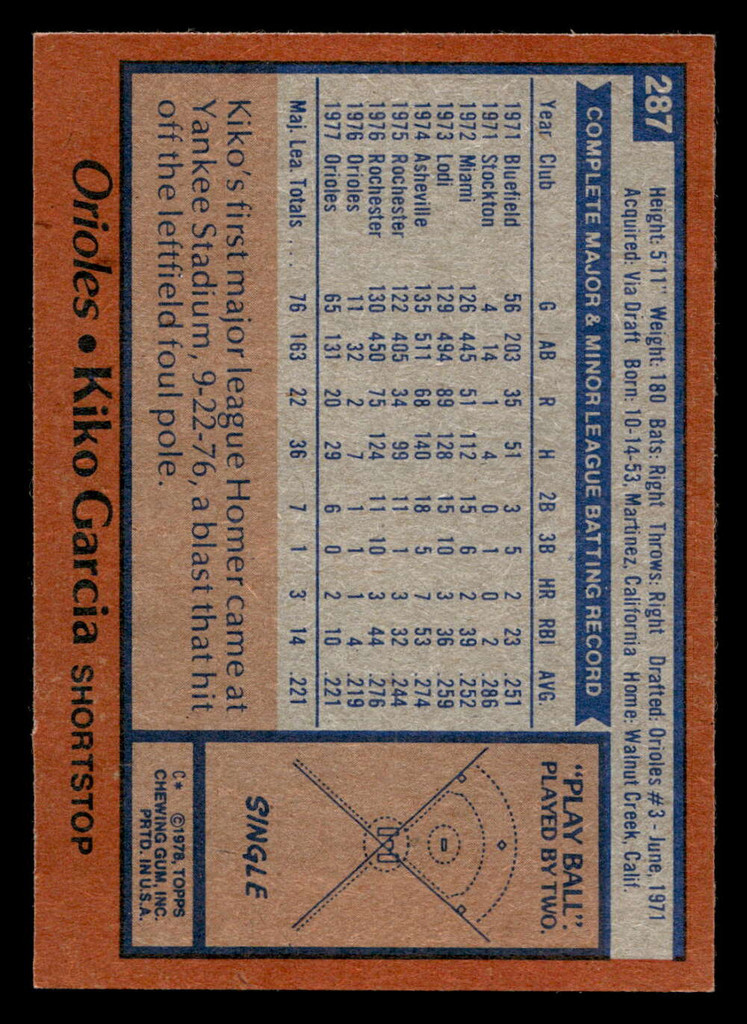 287
Height: 5'11" Weight: 180 Bats: Right Throws: Right Drafted: Orioles #3 - June, 1971
Acquired: Via Draft Born: 10-14-53, Martinez, California Home: Walnut Creek, Calif.
COMPLETE MAJOR & MINOR LEAGUE BATTING RECORD
Year Club G AB R H 2B 3B HR RBI AVG.
1971 Bluefield 56 203 35 51 3 5 2 23 .251
1971 Stockton 4 14 1 4 0 1 0 2 .286
1972 Miami 126 445 51 112 15 6 2 39 .252
1973 Lodi 129 494 89 128 15 10 3 36 .259
1974 Asheville 135 511 68 140 18 5 7 53 .274
1975 Rochester 122 405 34 99 11 1 3 32 .244
1976 Rochester 130 450 75 124 11 10 3 44 .276
1976 Orioles 11 32 2 7 1 1 1 4 .219
1977 Orioles 65 131 20 29 6 0 2 10 .221
Maj. Lea Totals . . . 76 163 22 36 7 1 3 14 .221
Kiko's first major league Homer came at
Yankee Stadium, 9-22-76, a blast that hit
off the leftfield foul pole.
"PLAY BALL".
PLAYED BY TWO.
SINGLE
C* ©1978, TOPPS
CHEWING GUM, INC.
PRTD. IN U.S.A.
Orioles • Kiko Garcia SHORTSTOP